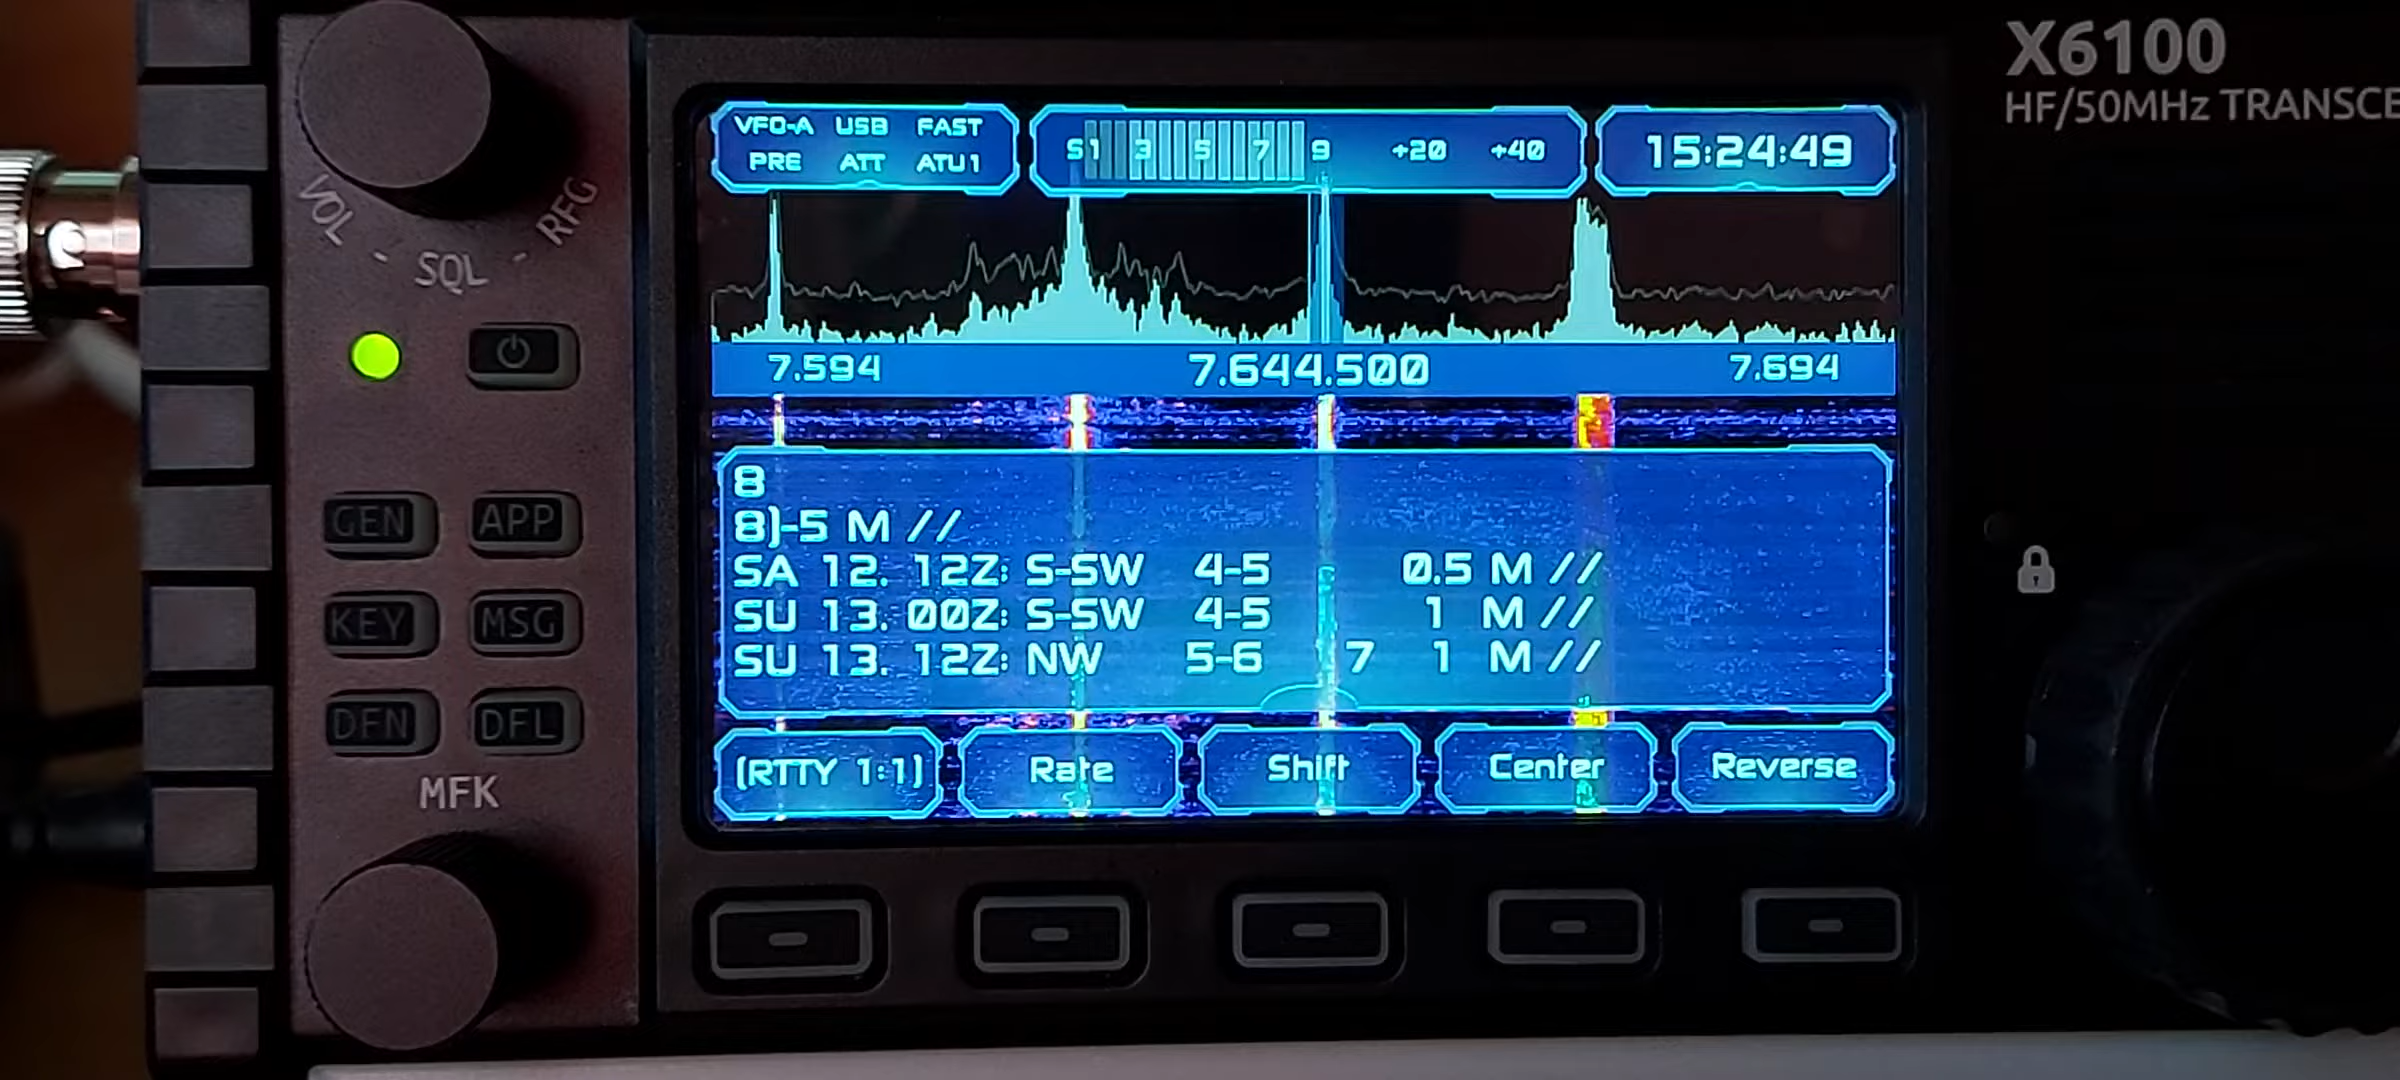 X6100
HF/50MHz TRANSCE
VFO-A USB FAST
PRE ATT ATU1
S1 3 5 7 9 +20 +40
15:24:49
VOL - SQL - RFG
7.594 7.644.500 7.694
8
8)-5 M //
SA 12. 12Z: S-SW 4-5 0.5 M //
SU 13. 00Z: S-SW 4-5 1 M //
SU 13. 12Z: NW 5-6 7 1 M //
GEN APP
KEY MSG
DFN DFL
MFK
(RTTY 1:1) Rate Shift Center Reverse